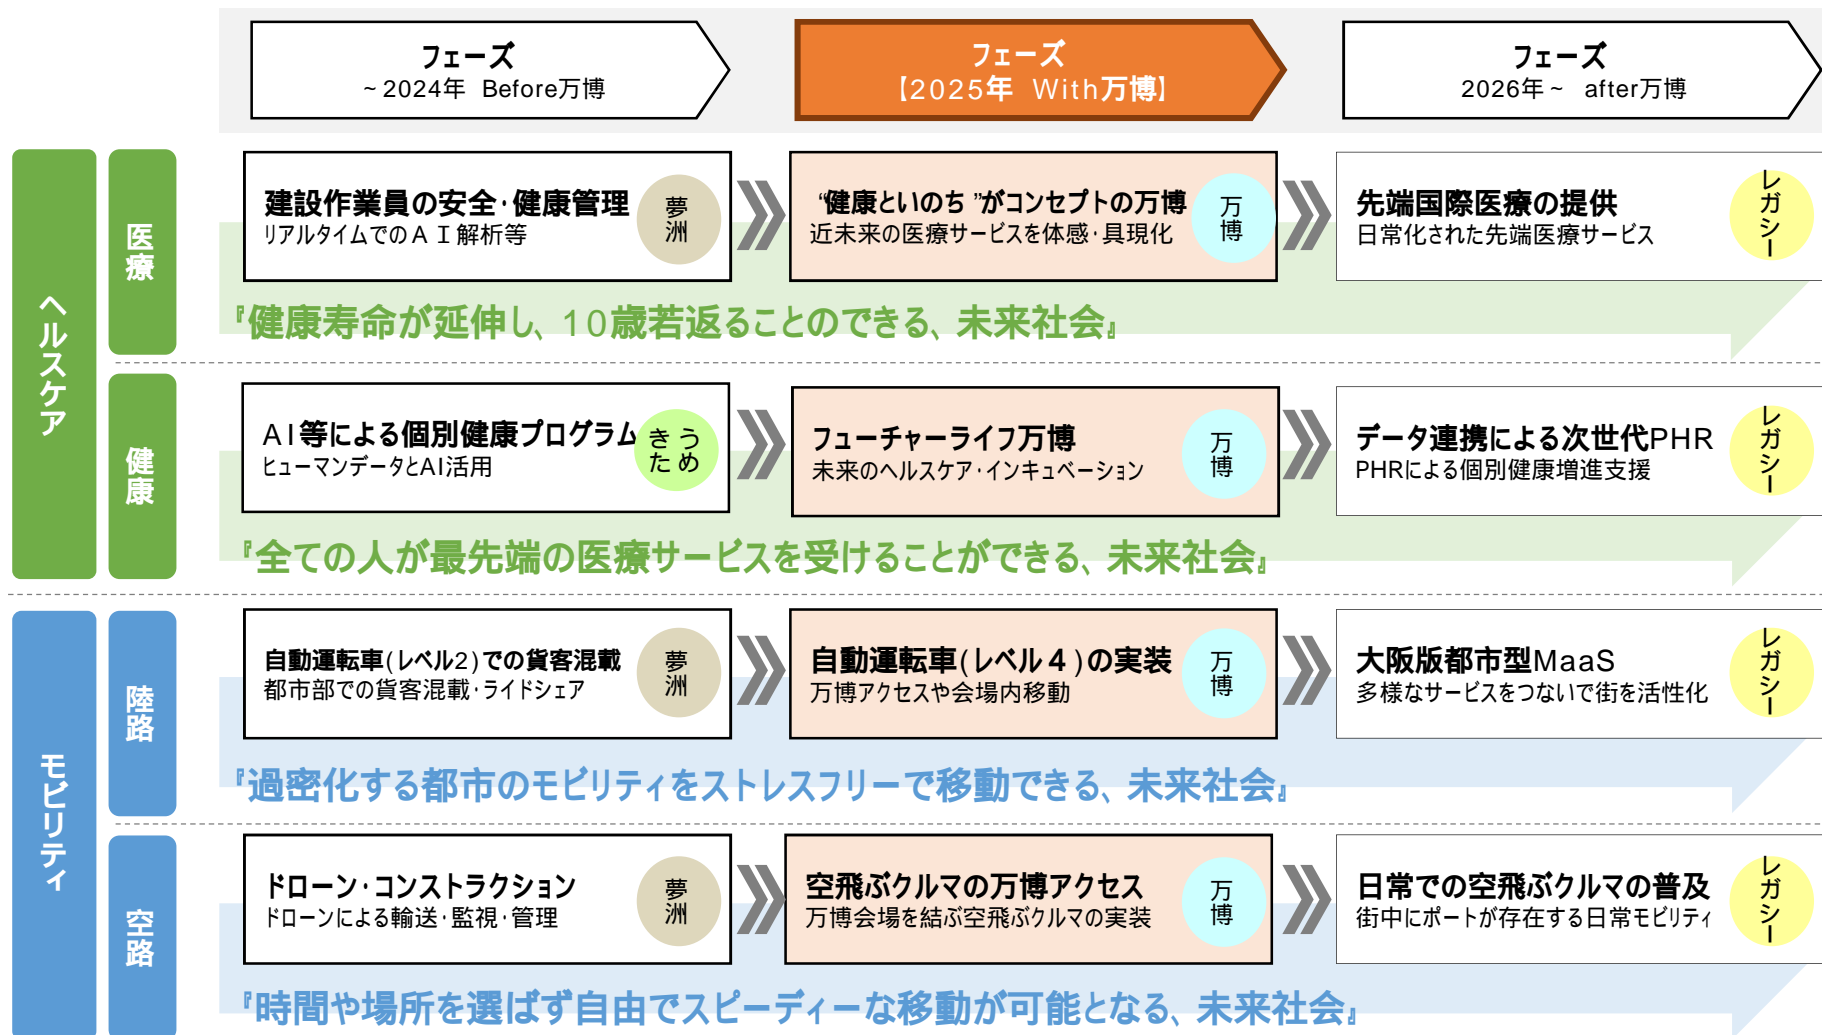 フェーズ
~2024年 Before万博
フェーズ
【2025年 With万博】
フェーズ
2026年~ after万博
ヘルスケア
医療
建設作業員の安全・健康管理
リアルタイムでのAI解析等
夢洲
“健康といのち”がコンセプトの万博
近未来の医療サービスを体感・具現化
万博
先端国際医療の提供
日常化された先端医療サービス
レガシー
『健康寿命が延伸し、10歳若返ることのできる、未来社会』
健康
AI等による個別健康プログラム
ヒューマンデータとAI活用
うめきた
フューチャーライフ万博
未来のヘルスケア・インキュベーション
万博
データ連携による次世代PHR
PHRによる個別健康増進支援
レガシー
『全ての人が最先端の医療サービスを受けることができる、未来社会』
モビリティ
陸路
自動運転車(レベル2)での貨客混載
都市部での貨客混載・ライドシェア
夢洲
自動運転車(レベル4)の実装
万博アクセスや会場内移動
万博
大阪版都市型MaaS
多様なサービスをつないで街を活性化
レガシー
『過密化する都市のモビリティをストレスフリーで移動できる、未来社会』
空路
ドローン・コンストラクション
ドローンによる輸送・監視・管理
夢洲
空飛ぶクルマの万博アクセス
万博会場を結ぶ空飛ぶクルマの実装
万博
日常での空飛ぶクルマの普及
街中にポートが存在する日常モビリティ
レガシー
『時間や場所を選ばず自由でスピーディーな移動が可能となる、未来社会』